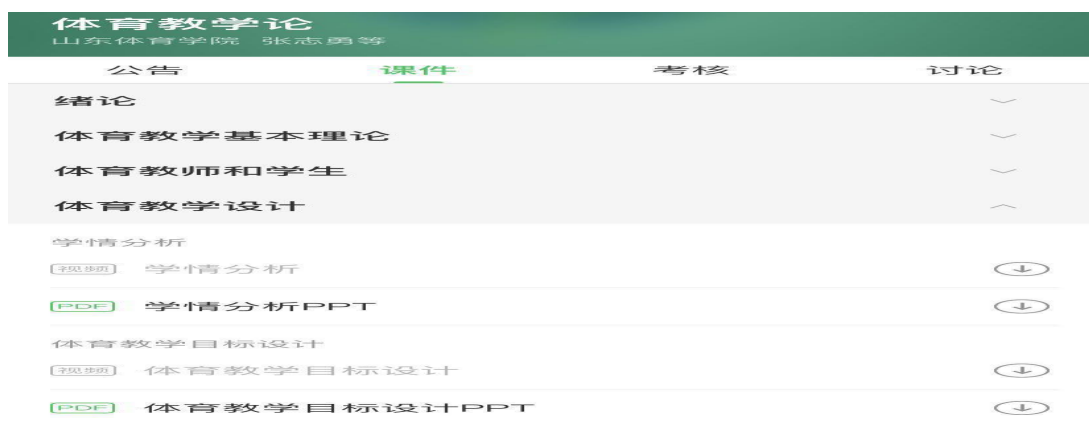 体育教学论
山东体育学院 张志勇等
公告 课件 考核 讨论
绪论
体育教学基本理论
体育教师和学生
体育教学设计
学情分析
视频 学情分析
PDF 学情分析PPT
体育教学目标设计
视频 体育教学目标设计
PDF 体育教学目标设计PPT